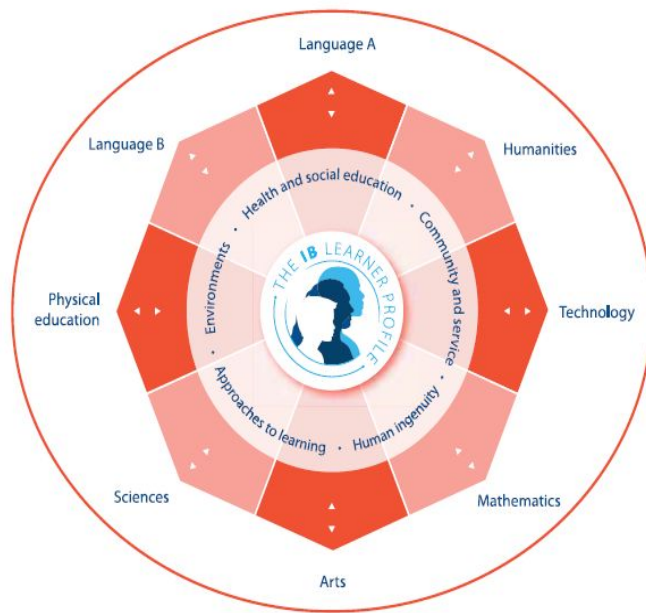 Language A
Language B
Humanities
Health and social education
Community and service
Environments
THE IB LEARNER PROFILE
Physical
education
Technology
Approaches to learning
Human ingenuity
Sciences
Mathematics
Arts